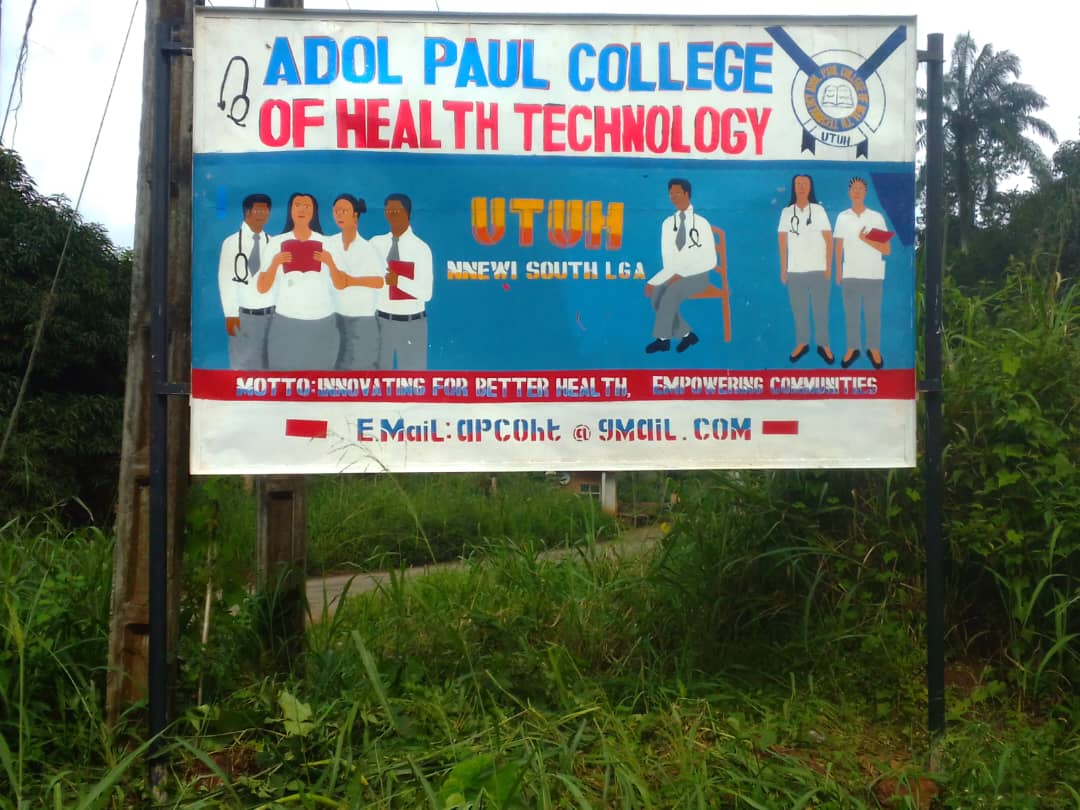 ADOL PAUL COLLEGE
OF HEALTH TECHNOLOGY
UTUH
UTUH
NNEWI SOUTH LGA
MOTTO: INNOVATING FOR BETTER HEALTH, EMPOWERING COMMUNITIES
E.MaiL: apcoht @ gmaiL . COM